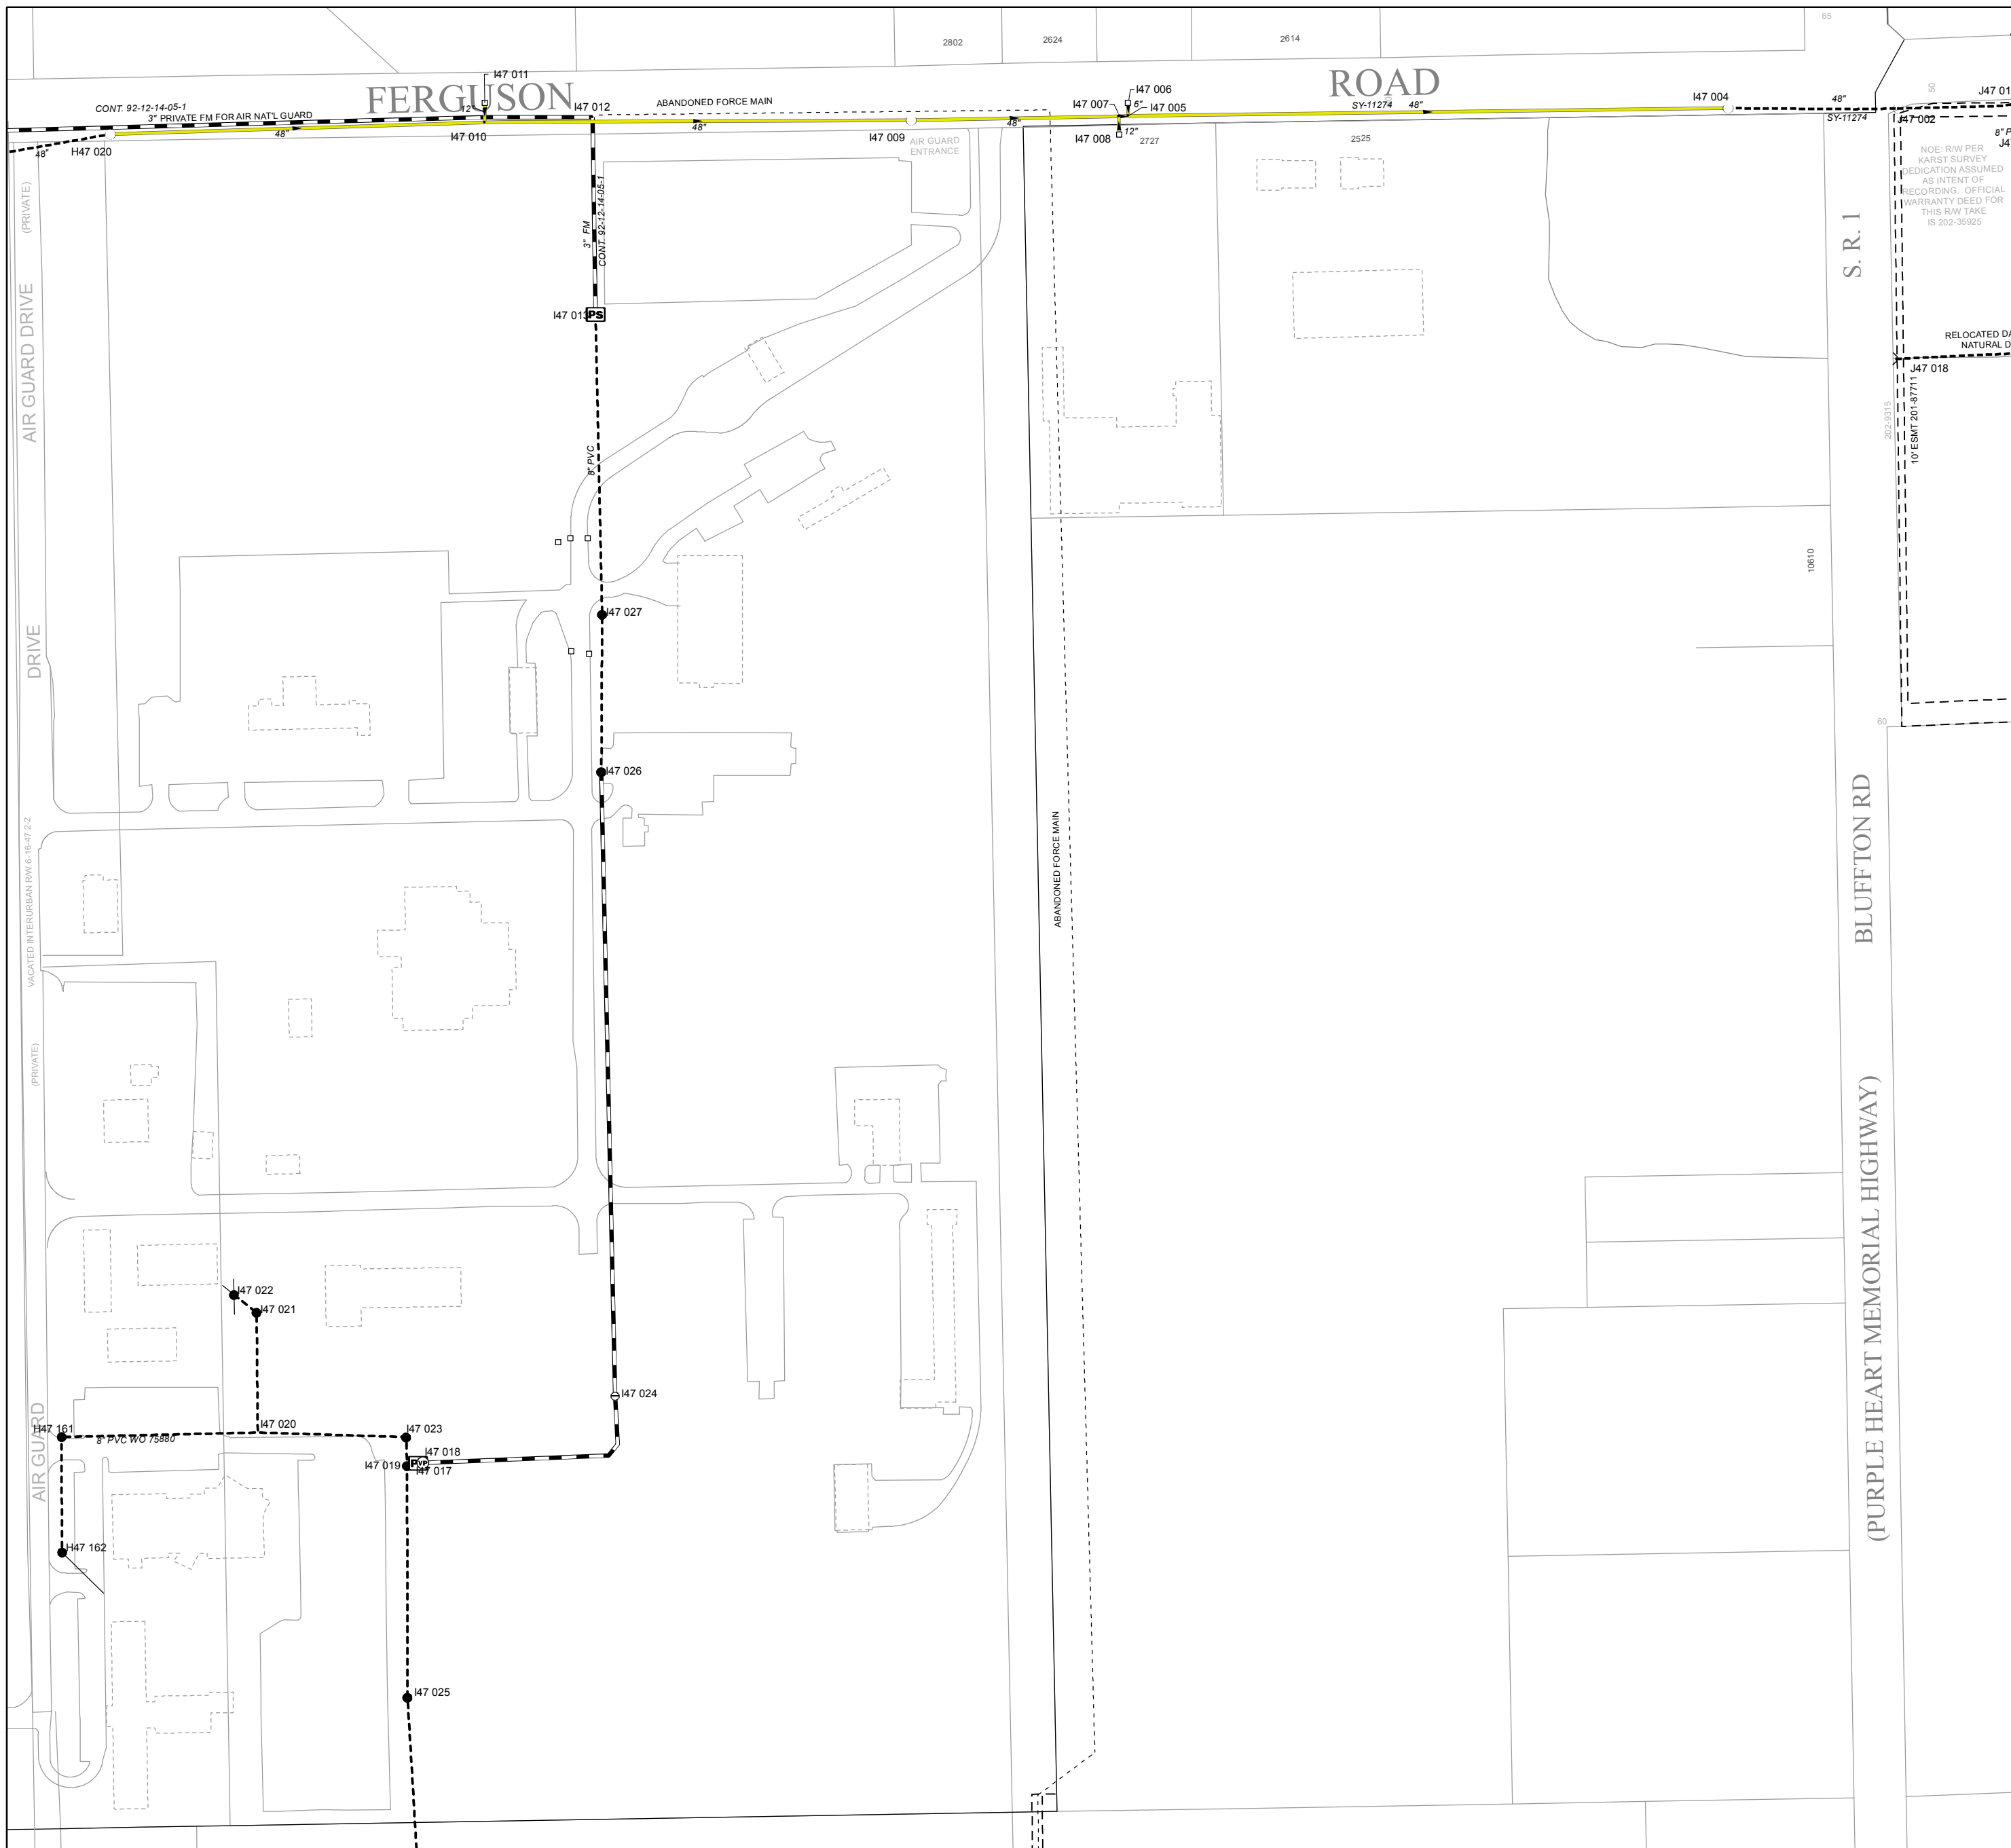 65
2802
2624
2614
FERGUSON
ROAD
I47 011
CONT. 92-12-14-05-1
3" PRIVATE FM FOR AIR NAT'L GUARD
12"
I47 012
ABANDONED FORCE MAIN
I47 006
I47 007
6"
I47 005
SY-11274
48"
I47 004
48"
SY-11274
50
J47 002
48"
48"
H47 020
I47 010
48"
I47 009
48"
I47 008
12"
2727
2525
AIR GUARD
ENTRANCE
NOE: R/W PER
KARST SURVEY
DEDICATION ASSUMED
AS INTENT OF
RECORDING. OFFICIAL
WARRANTY DEED FOR
THIS R/W TAKE
IS 202-35925
(PRIVATE)
3" FM
CONT. 92-12-14-05-1
S. R. 1
AIR GUARD DRIVE
I47 013
PS
RELOCATED
J47 018
10' ESMT 201-87711
202-9315
8" PVC
10610
I47 027
DRIVE
60
I47 026
VACATED INTERURBAN R/W 6-16-47 2-2
ABANDONED FORCE MAIN
BLUFFTON RD
(PRIVATE)
(PURPLE HEART MEMORIAL HIGHWAY)
I47 022
I47 021
I47 024
AIR GUARD
H47 161
8" PVC WO 75880
I47 020
I47 023
I47 018
I47 019
I47 017
H47 162
I47 025